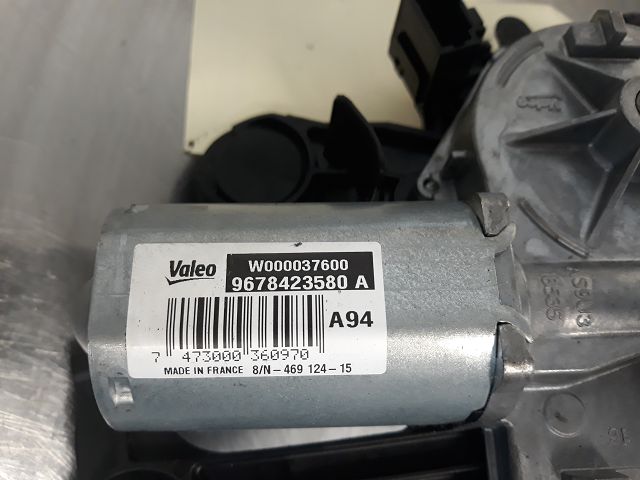 Valeo
W000037600
9678423580 A
A94
7 473000 360970
MADE IN FRANCE 8/N-469 124-15